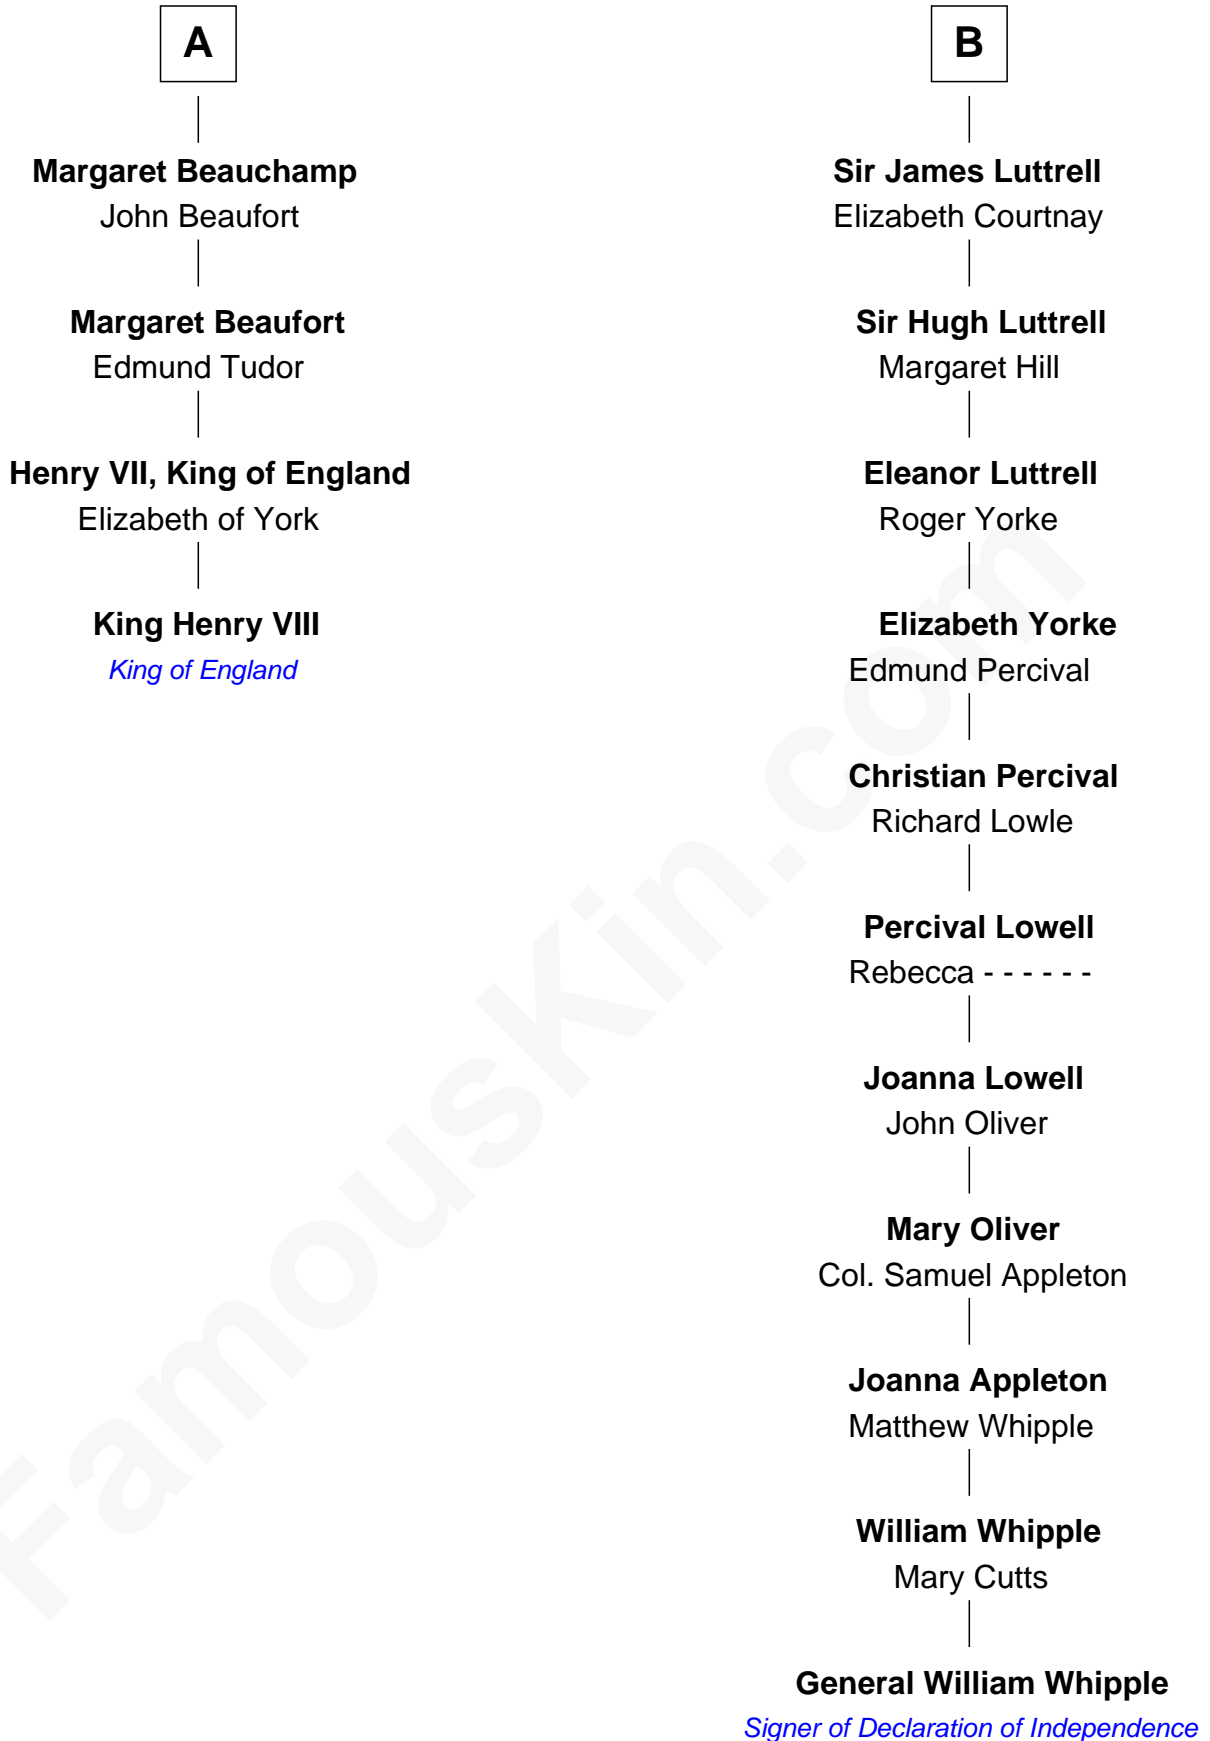 A
Margaret Beauchamp
John Beaufort
Margaret Beaufort
Edmund Tudor
Henry VII, King of England
Elizabeth of York
King Henry VIII
King of England
B
Sir James Luttrell
Elizabeth Courtnay
Sir Hugh Luttrell
Margaret Hill
Eleanor Luttrell
Roger Yorke
Elizabeth Yorke
Edmund Percival
Christian Percival
Richard Lowle
Percival Lowell
Rebecca - - - - - -
Joanna Lowell
John Oliver
Mary Oliver
Col. Samuel Appleton
Joanna Appleton
Matthew Whipple
William Whipple
Mary Cutts
General William Whipple
Signer of Declaration of Independence
FamousKin.com